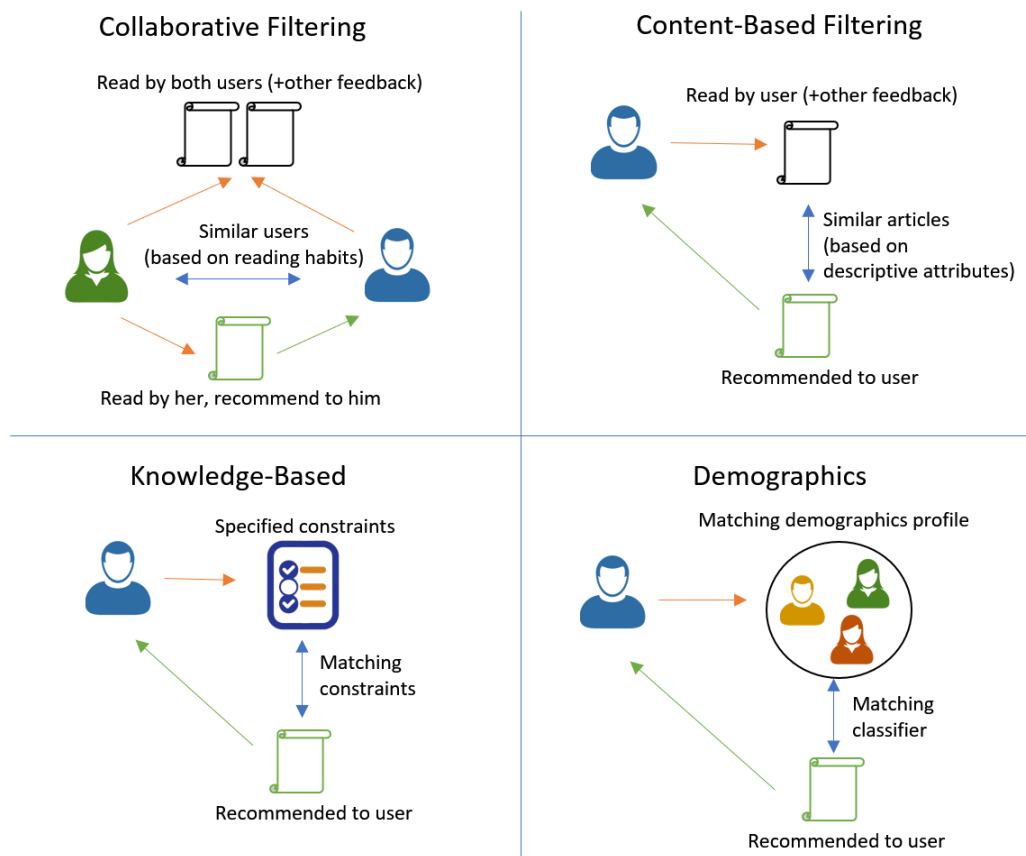 Collaborative Filtering
Read by both users (+other feedback)
Similar users
(based on reading habits)
Read by her, recommend to him
Content-Based Filtering
Read by user (+other feedback)
Similar articles
(based on
descriptive attributes)
Recommended to user
Knowledge-Based
Specified constraints
Matching
constraints
Recommended to user
Demographics
Matching demographics profile
Matching
classifier
Recommended to user